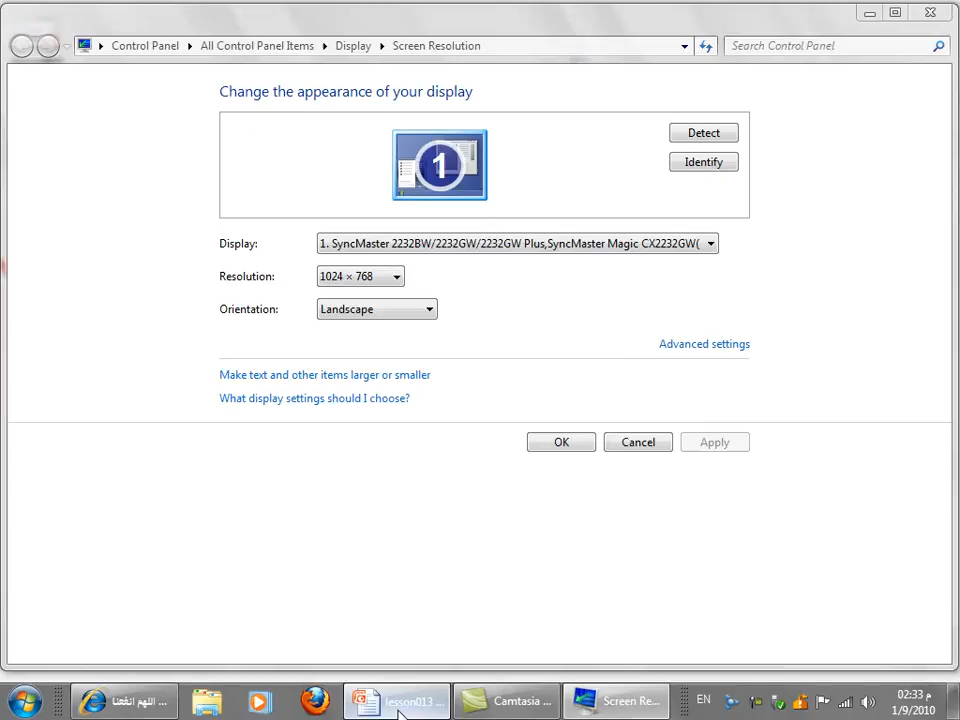 Control Panel ▸ All Control Panel Items ▸ Display ▸ Screen Resolution
Search Control Panel
Change the appearance of your display
1
Detect
Identify
Display: 1. SyncMaster 2232BW/2232GW/2232GW Plus,SyncMaster Magic CX2232GW(
Resolution: 1024 × 768
Orientation: Landscape
Advanced settings
Make text and other items larger or smaller
What display settings should I choose?
OK Cancel Apply
اللهم انفعنا ...
lesson013 ...
Camtasia ...
Screen Re...
EN
02:33 م
1/9/2010